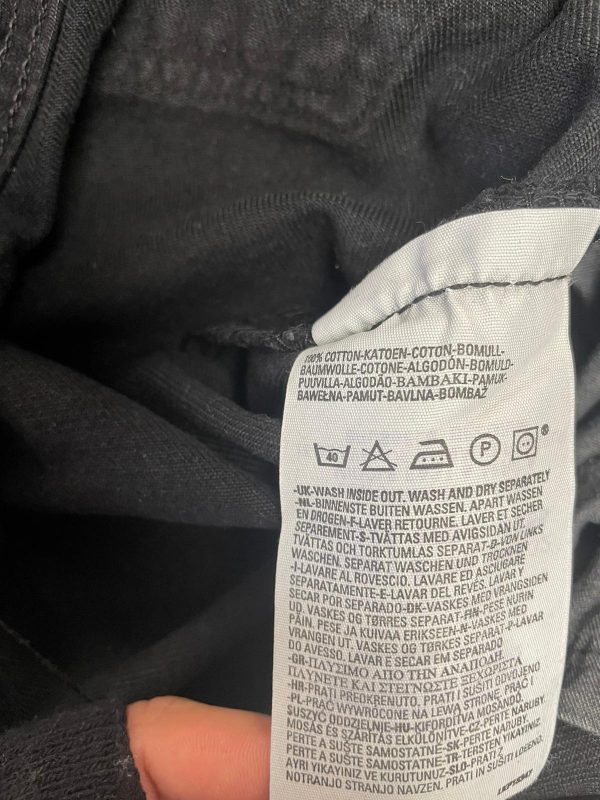 100% COTTON-KATOEN-COTON-BOMULL-
BAUMWOLLE-COTONE-ALGODÓN-BOMULD-
PUUVILLA-ALGODÃO-BAMBAKI-PAMUK-
BAWEŁNA-PAMUT-BAVLNA-BOMBAŽ
40 P
-UK-WASH INSIDE OUT. WASH AND DRY SEPARATELY
-NL-BINNENSTE BUITEN WASSEN. APART WASSEN
EN DROGEN-F-LAVER RETOURNE. LAVER ET SECHER
SEPAREMENT-S-TVÄTTAS MED AVIGSIDAN UT.
TVÄTTAS OCH TORKTUMLAS SEPARAT-D-VON LINKS
WASCHEN. SEPARAT WASCHEN UND TROCKNEN
-I-LAVARE AL ROVESCIO. LAVARE ED ASCIUGARE
SEPARATAMENTE-E-LAVAR DEL REVÉS. LAVAR Y
SECAR POR SEPARADO-DK-VASKES MED VRANGSIDEN
UD. VASKES OG TØRRES SEPARAT-FIN-PESE NURIN
PÄIN. PESE JA KUIVAA ERIKSEEN-N-VASKES MED
VRANGEN UT. VASKES OG TØRKES SEPARAT-P-LAVAR
DO AVESSO. LAVAR E SECAR EM SEPARADO
-GR-ΠΛΥΣΙΜΟ ΑΠΟ ΤΗΝ ΑΝΑΠΟΔΗ.
ΠΛΥΝΕΤΕ ΚΑΙ ΣΤΕΓΝΩΣΤΕ ΞΕΧΩΡΙΣΤΑ
-HR-PRATI PREOKRENUTO. PRATI I SUŠITI ODVOJENO
-PL-PRAĆ WYWRÓCONE NA LEWĄ STRONĘ. PRAĆ I
SUSZYĆ ODDZIELNIE-HU-KIFORDÍTVA MOSANDÓ.
MOSÁS ÉS SZÁRÍTÁS ELKÜLÖNÍTVE-CZ-PERTE NARUBY.
PERTE A SUŠTE SAMOSTATNE-SK-PERTE NARUBY.
PERTE A SUŠTE SAMOSTATNE-TR-TERSTEN YIKAYINIZ.
AYRI YIKAYINIZ VE KURUTUNUZ-SLO-PRATI Z
NOTRANJO STRANJO NAVZEN. PRATI IN SUŠITI LOČENO.